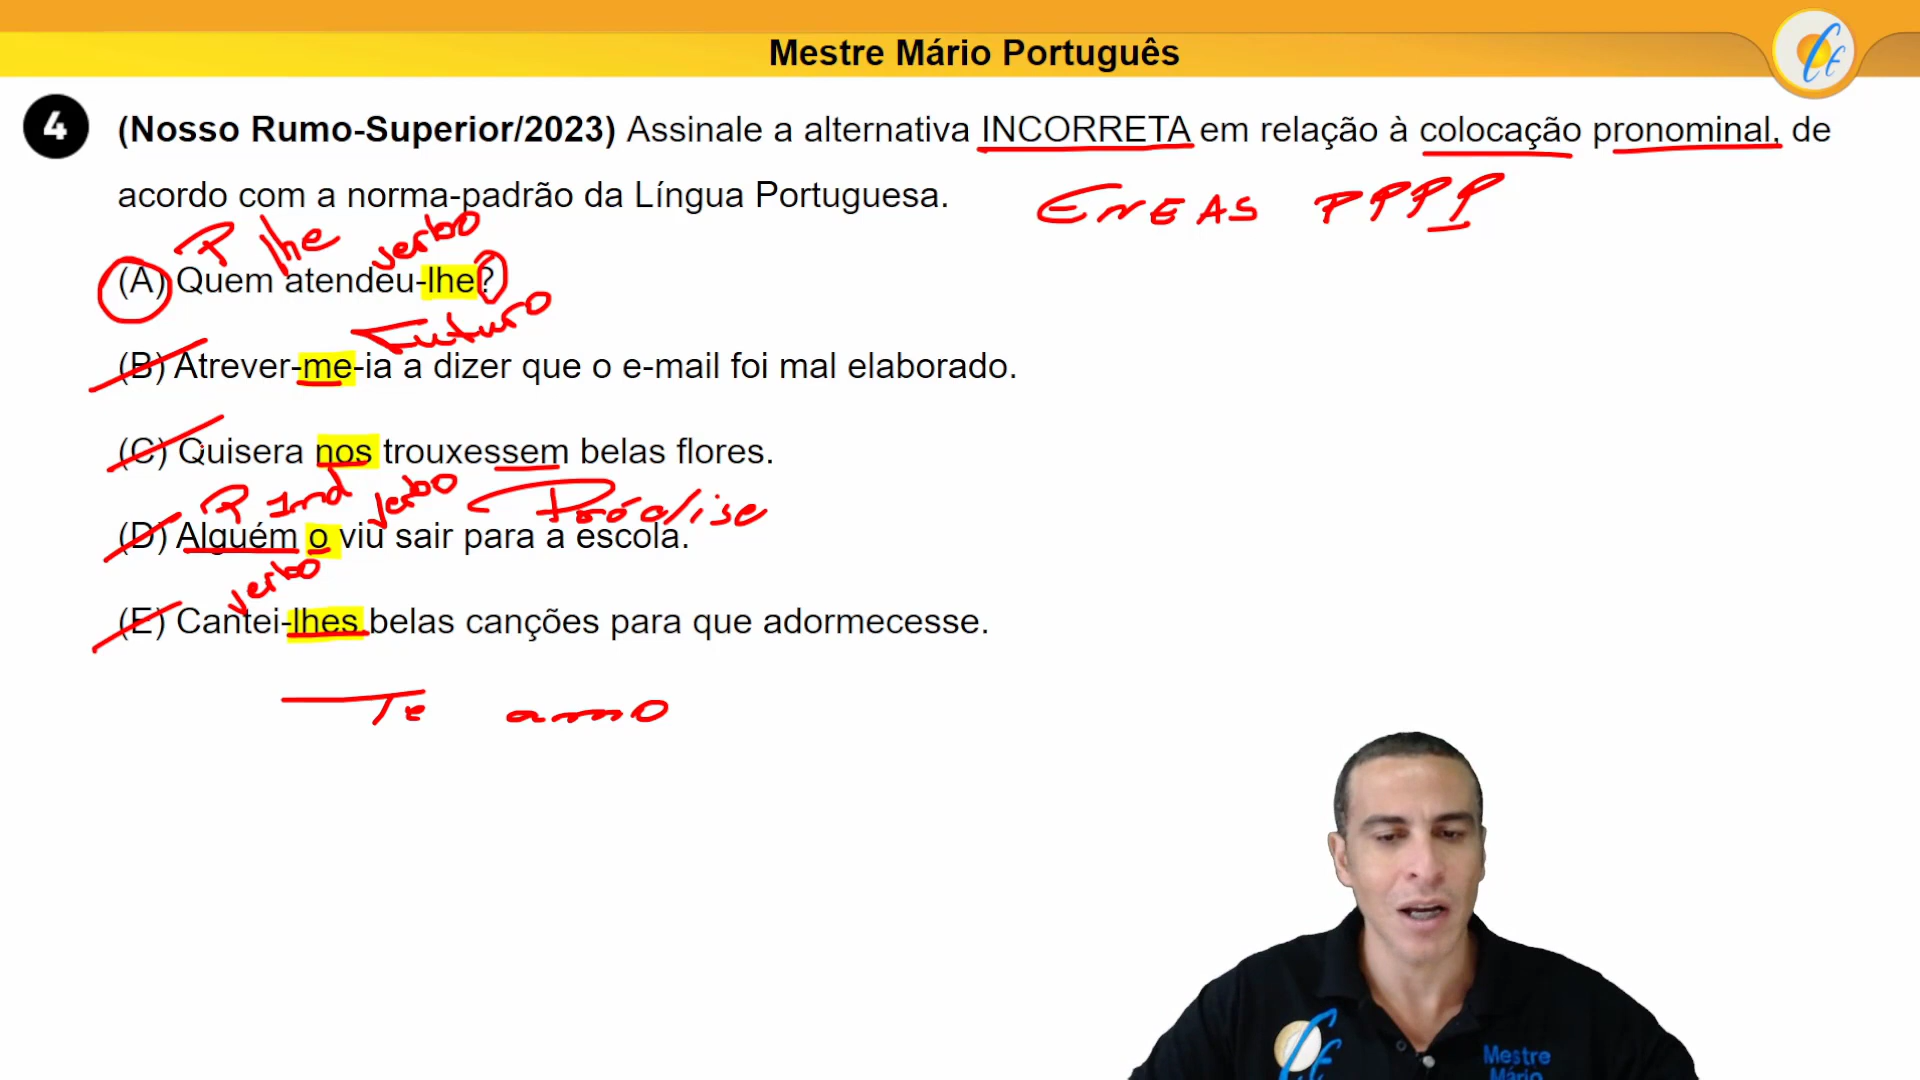 Mestre Mário Português
4 (Nosso Rumo-Superior/2023) Assinale a alternativa INCORRETA em relação à colocação pronominal, de
acordo com a norma-padrão da Língua Portuguesa.
ENEAS PPPP
P lhe verbo
(A) Quem atendeu-lhe?
Futuro
(B) Atrever-me-ia a dizer que o e-mail foi mal elaborado.
(C) Quisera nos trouxessem belas flores.
P Ind verbo Próclise
(D) Alguém o viu sair para a escola.
verbo
(E) Cantei-lhes belas canções para que adormecesse.
Te amo
Mestre
Mário